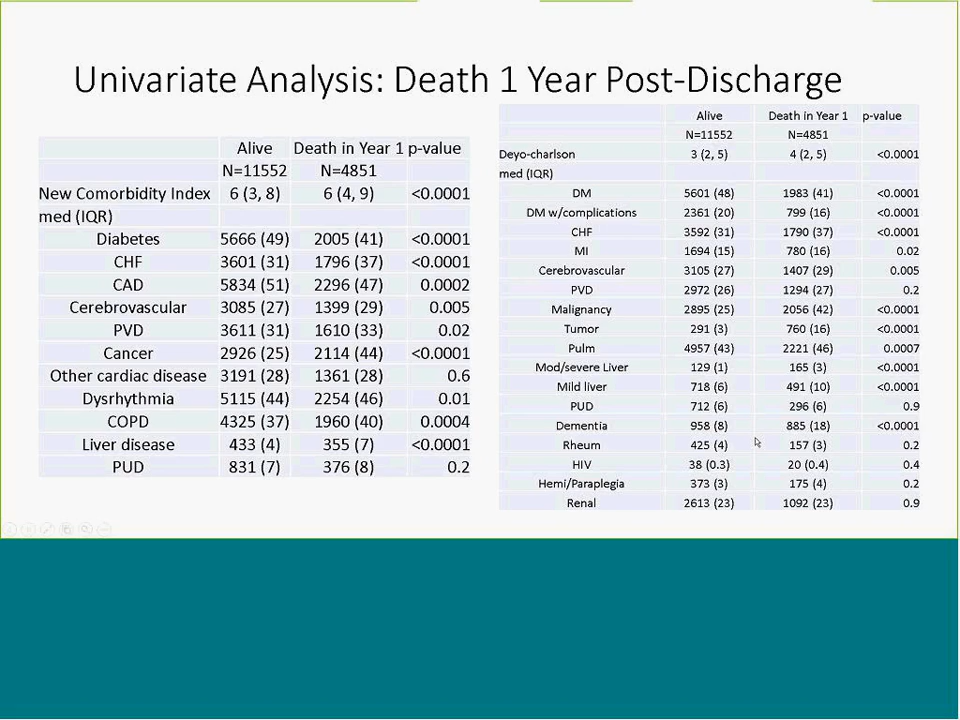 Univariate Analysis: Death 1 Year Post-Discharge
Alive Death in Year 1 p-value
N=11552 N=4851
New Comorbidity Index 6 (3, 8) 6 (4, 9) <0.0001
med (IQR)
Diabetes 5666 (49) 2005 (41) <0.0001
CHF 3601 (31) 1796 (37) <0.0001
CAD 5834 (51) 2296 (47) 0.0002
Cerebrovascular 3085 (27) 1399 (29) 0.005
PVD 3611 (31) 1610 (33) 0.02
Cancer 2926 (25) 2114 (44) <0.0001
Other cardiac disease 3191 (28) 1361 (28) 0.6
Dysrhythmia 5115 (44) 2254 (46) 0.01
COPD 4325 (37) 1960 (40) 0.0004
Liver disease 433 (4) 355 (7) <0.0001
PUD 831 (7) 376 (8) 0.2
Alive Death in Year 1 p-value
N=11552 N=4851
Deyo-charlson 3 (2, 5) 4 (2, 5) <0.0001
med (IQR)
DM 5601 (48) 1983 (41) <0.0001
DM w/complications 2361 (20) 799 (16) <0.0001
CHF 3592 (31) 1790 (37) <0.0001
MI 1694 (15) 780 (16) 0.02
Cerebrovascular 3105 (27) 1407 (29) 0.005
PVD 2972 (26) 1294 (27) 0.2
Malignancy 2895 (25) 2056 (42) <0.0001
Tumor 291 (3) 760 (16) <0.0001
Pulm 4957 (43) 2221 (46) 0.0007
Mod/severe Liver 129 (1) 165 (3) <0.0001
Mild liver 718 (6) 491 (10) <0.0001
PUD 712 (6) 296 (6) 0.9
Dementia 958 (8) 885 (18) <0.0001
Rheum 425 (4) 157 (3) 0.2
HIV 38 (0.3) 20 (0.4) 0.4
Hemi/Paraplegia 373 (3) 175 (4) 0.2
Renal 2613 (23) 1092 (23) 0.9